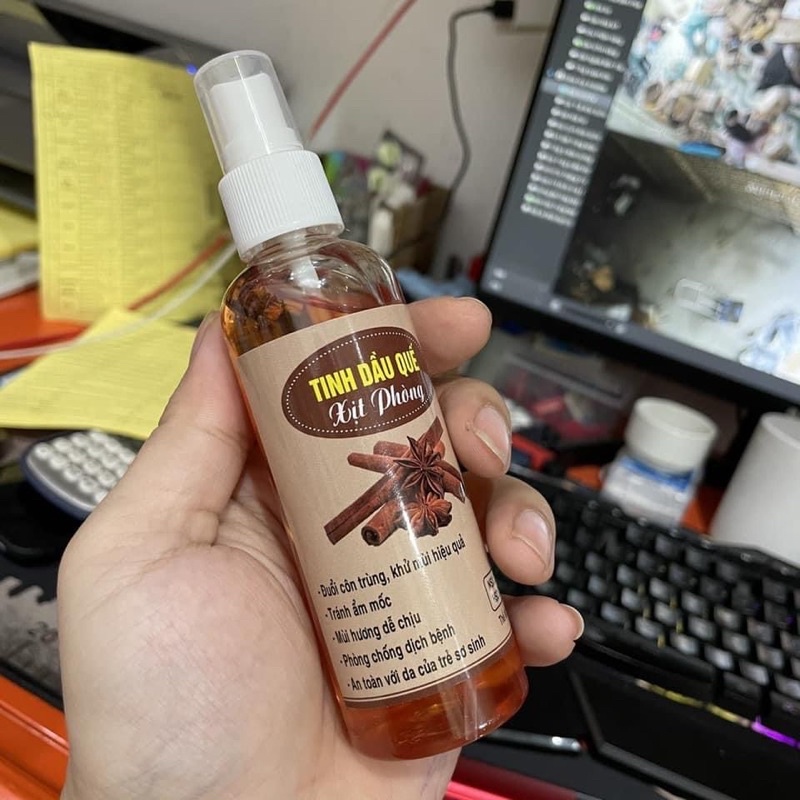 TINH DẦU QUẾ
Xịt Phòng
- Đuổi côn trùng, khử mùi hiệu quả
- Tránh ẩm mốc
- Mùi hương dễ chịu
- Phòng chống dịch bệnh
- An toàn với da của trẻ sơ sinh